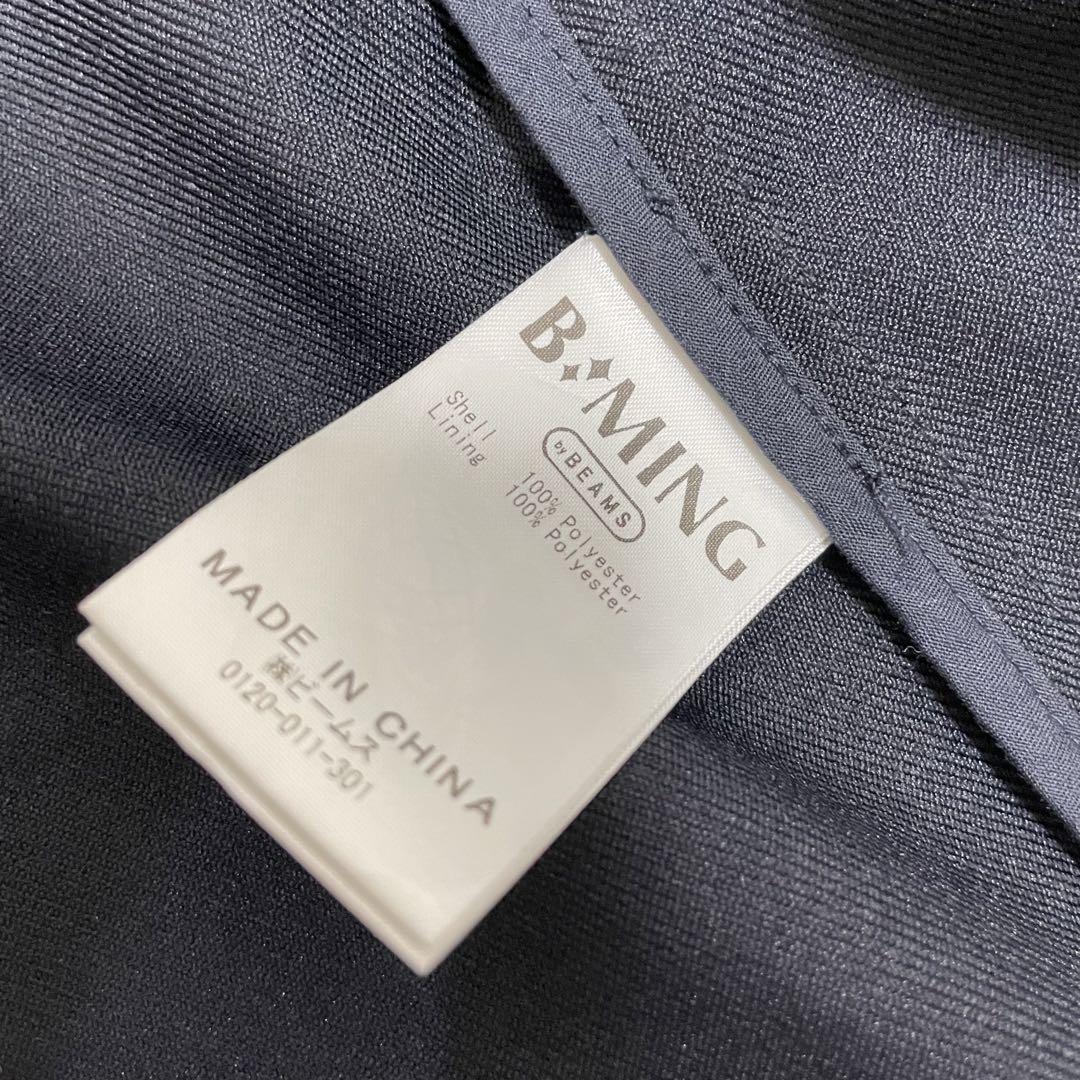 B MING
by BEAMS
Shell 100% Polyester
Lining 100% Polyester
MADE IN CHINA
㈱ビームス
0120-011-301